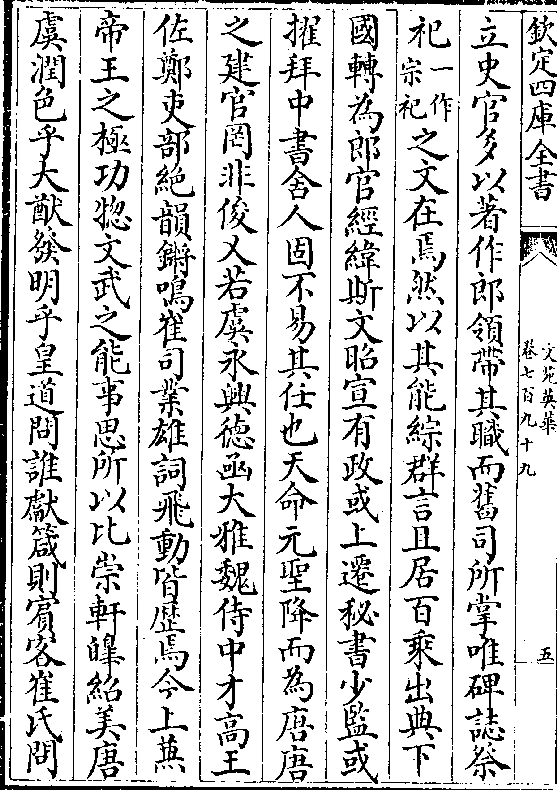 欽定四庫全書
文苑英華
卷七百九十九
五
立史官多以著作郎領帶其職而舊司所掌唯碑誌祭
祀一作宗祀之文在焉然以其能綜群言且居百乘出典下
國轉為郎官經緯斯文昭宣有政或上遷秘書少監或
擢拜中書舍人固不易其任也天命元聖降而為唐唐
之建官罔非俊乂若虞永興德函大雅魏侍中才高王
佐鄭吏部絶韻鏘鳴崔司業雄詞飛動皆歴焉今上𠔥
帝王之極功揔文武之能事思所以比崇軒皥紹美唐
虞潤色乎大猷發明乎皇道問誰獻箴則賓客崔氏問